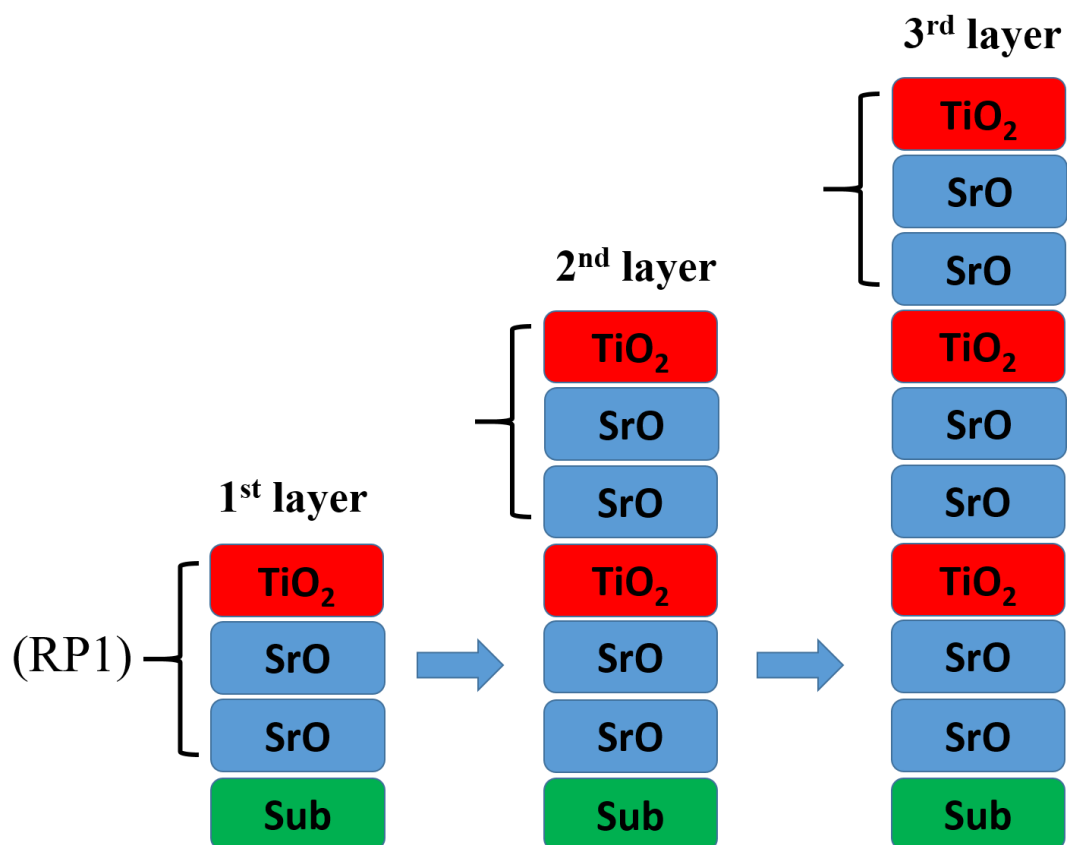 1st layer
TiO2
SrO
SrO
Sub
(RP1)
2nd layer
TiO2
SrO
SrO
TiO2
SrO
SrO
Sub
3rd layer
TiO2
SrO
SrO
TiO2
SrO
SrO
TiO2
SrO
SrO
Sub